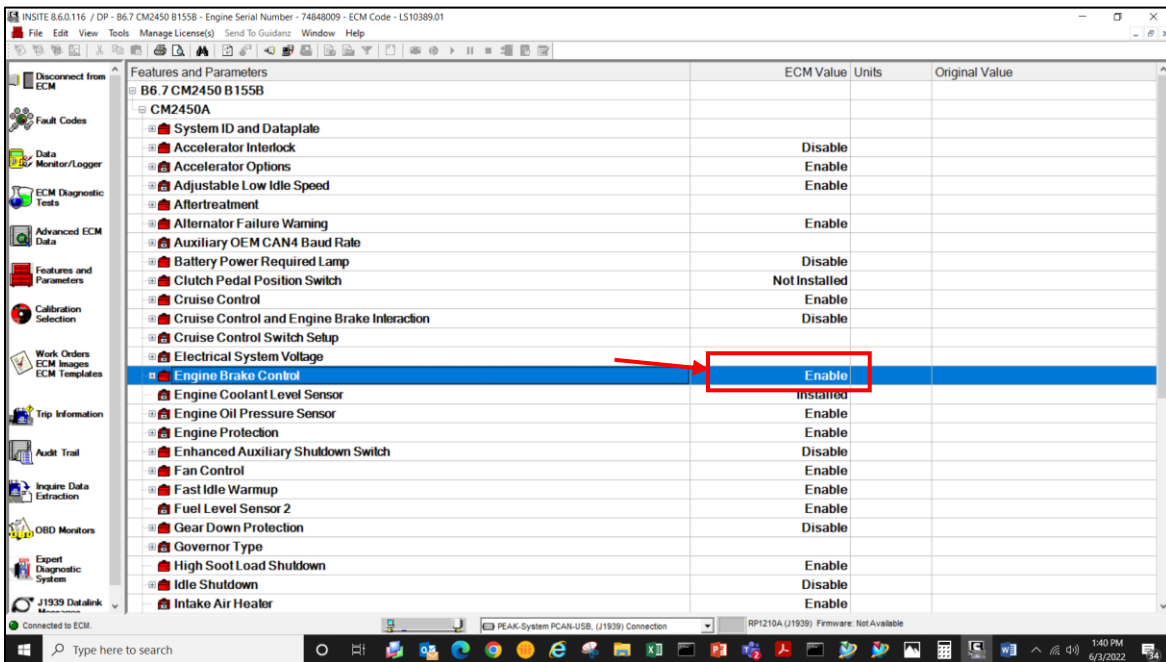 INSITE 8.6.0.116 / DP - B6.7 CM2450 B155B - Engine Serial Number - 74848009 - ECM Code - LS10389.01
File Edit View Tools ManageLicense(s) Send To Guidanz Window Help
Disconnect from ECM
Fault Codes
Data Monitor/Logger
ECM Diagnostic Tests
Advanced ECM Data
Features and Parameters
Calibration Selection
Work Orders ECM Images ECM Templates
Trip Information
Audit Trail
Inquire Data Extraction
OBD Monitors
Expert Diagnostic System
J1939 Datalink
Features and Parameters ECM Value Units Original Value
B6.7 CM2450 B155B
CM2450A
System ID and Dataplate
Accelerator Interlock Disable
Accelerator Options Enable
Adjustable Low Idle Speed Enable
Aftertreatment
Alternator Failure Warning Enable
Auxiliary OEM CAN4 Baud Rate
Battery Power Required Lamp Disable
Clutch Pedal Position Switch Not Installed
Cruise Control Enable
Cruise Control and Engine Brake Interaction Disable
Cruise Control Switch Setup
Electrical System Voltage
Engine Brake Control Enable
Engine Coolant Level Sensor Installed
Engine Oil Pressure Sensor Enable
Engine Protection Enable
Enhanced Auxiliary Shutdown Switch Disable
Fan Control Enable
Fast Idle Warmup Enable
Fuel Level Sensor 2 Enable
Gear Down Protection Disable
Governor Type
High Soot Load Shutdown Enable
Idle Shutdown Disable
Intake Air Heater Enable
Connected to ECM. PEAK-System PCAN-USB, (J1939) Connection RP1210A (J1939) Firmware: Not Available
Type here to search 1:40 PM
6/3/2022 34